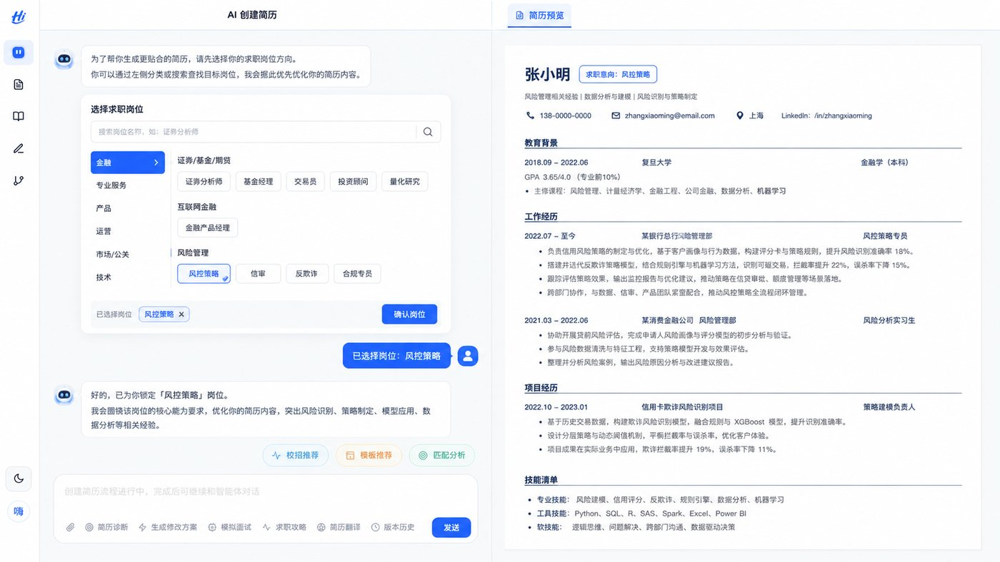 Hi
AI 创建简历
简历预览
为了帮你生成更贴合的简历，请先选择你的求职岗位方向。
你可以通过左侧分类或搜索查找目标岗位，我会据此优先优化你的简历内容。
选择求职岗位
搜索岗位名称，如：证券分析师
金融
专业服务
产品
运营
市场/公关
技术
证券/基金/期货
证券分析师 基金经理 交易员 投资顾问 量化研究
互联网金融
金融产品经理
风险管理
风控策略 信审 反欺诈 合规专员
已选择岗位 风控策略 ×
确认岗位
已选择岗位：风控策略
好的，已为你锁定「风控策略」岗位。
我会围绕该岗位的核心能力要求，优化你的简历内容，突出风险识别、策略制定、模型应用、数
据分析等相关经验。
校招推荐 模板推荐 匹配分析
创建简历流程进行中，完成后可继续和智能体对话
简历诊断 生成修改方案 模拟面试 求职攻略 简历翻译 版本历史 发送
嗨
张小明 求职意向：风控策略
风险管理相关经验 | 数据分析与建模 | 风险识别与策略制定
138-0000-0000 zhangxiaoming@email.com 上海 LinkedIn: /in/zhangxiaoming
教育背景
2018.09 – 2022.06 复旦大学 金融学（本科）
GPA 3.65/4.0 （专业前10%）
• 主修课程：风险管理、计量经济学、金融工程、公司金融、数据分析、机器学习
工作经历
2022.07 – 至今 某银行总行风险管理部 风控策略专员
• 负责信用风险策略的制定与优化，基于客户画像与行为数据，构建评分卡与策略规则，提升风险识别准确率 18%。
• 搭建并迭代反欺诈策略模型，结合规则引擎与机器学习方法，识别可疑交易，拦截率提升 22%，误杀率下降 15%。
• 跟踪评估策略效果，输出监控报告与优化建议，推动策略在信贷审批、额度管理等场景落地。
• 跨部门协作，与数据、信审、产品团队紧密配合，推动风控策略全流程闭环管理。
2021.03 – 2022.06 某消费金融公司 风险管理部 风险分析实习生
• 协助开展贷前风险评估，完成申请人风险画像与评分模型的初步分析与验证。
• 参与风险数据清洗与特征工程，支持策略模型开发与效果评估。
• 整理并分析风险案例，输出风险原因分析与改进建议报告。
项目经历
2022.10 – 2023.01 信用卡欺诈风险识别项目 策略建模负责人
• 基于历史交易数据，构建欺诈风险识别模型，融合规则与 XGBoost 模型，提升识别准确率。
• 设计分层策略与动态阈值机制，平衡拦截率与误杀率，优化客户体验。
• 项目成果在实际业务中应用，欺诈拦截率提升 19%，误杀率下降 11%。
技能清单
• 专业技能： 风险建模、信用评分、反欺诈、规则引擎、数据分析、机器学习
• 工具技能：Python、SQL、R、SAS、Spark、Excel、Power BI
• 软技能： 逻辑思维、问题解决、跨部门沟通、数据驱动决策